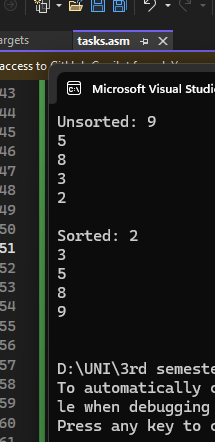 argets
tasks.asm
access to GitHub Copilot for
43
44
45
46
47
48
49
50
51
52
53
54
55
56
57
58
59
60
61
Microsoft Visual Studio
Unsorted: 9
5
8
3
2
Sorted: 2
3
5
8
9
D:\UNI\3rd semeste
To automatically c
le when debugging
Press any key to c